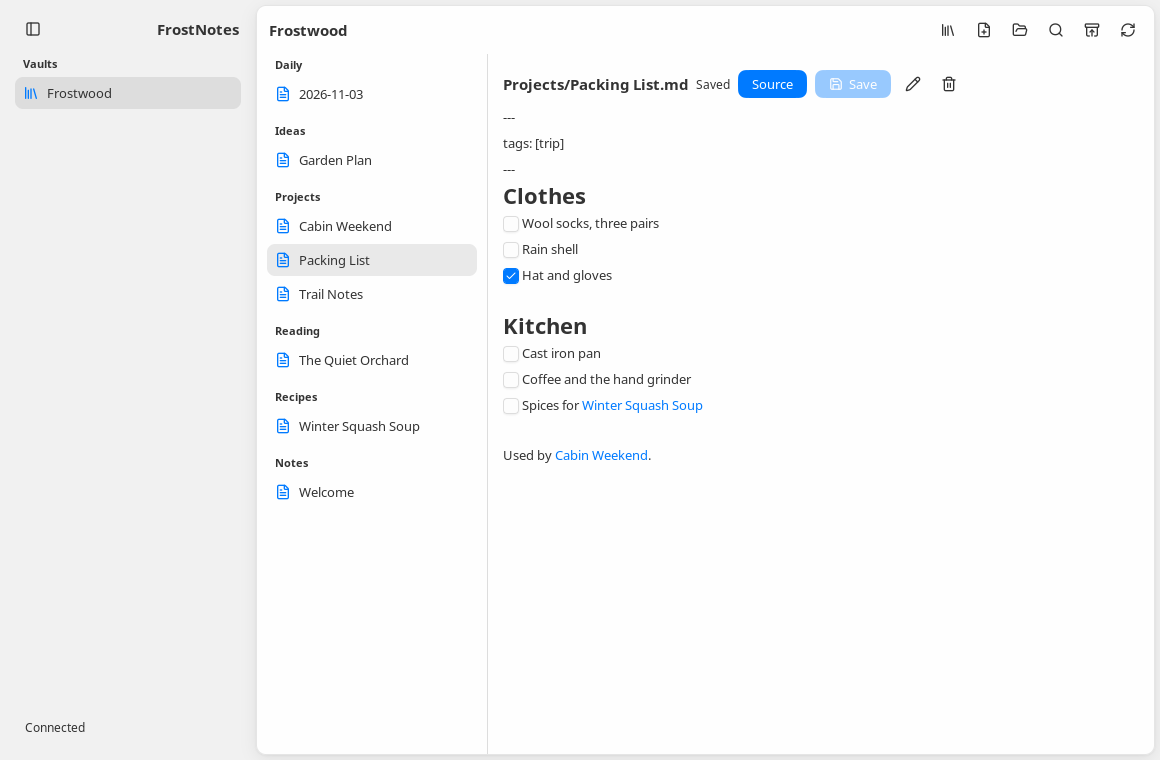 FrostNotes
Vaults
Frostwood
Connected
Frostwood
Daily
2026-11-03
Ideas
Garden Plan
Projects
Cabin Weekend
Packing List
Trail Notes
Reading
The Quiet Orchard
Recipes
Winter Squash Soup
Notes
Welcome
Projects/Packing List.md Saved Source Save
---
tags: [trip]
---
Clothes
Wool socks, three pairs
Rain shell
Hat and gloves
Kitchen
Cast iron pan
Coffee and the hand grinder
Spices for Winter Squash Soup
Used by Cabin Weekend.